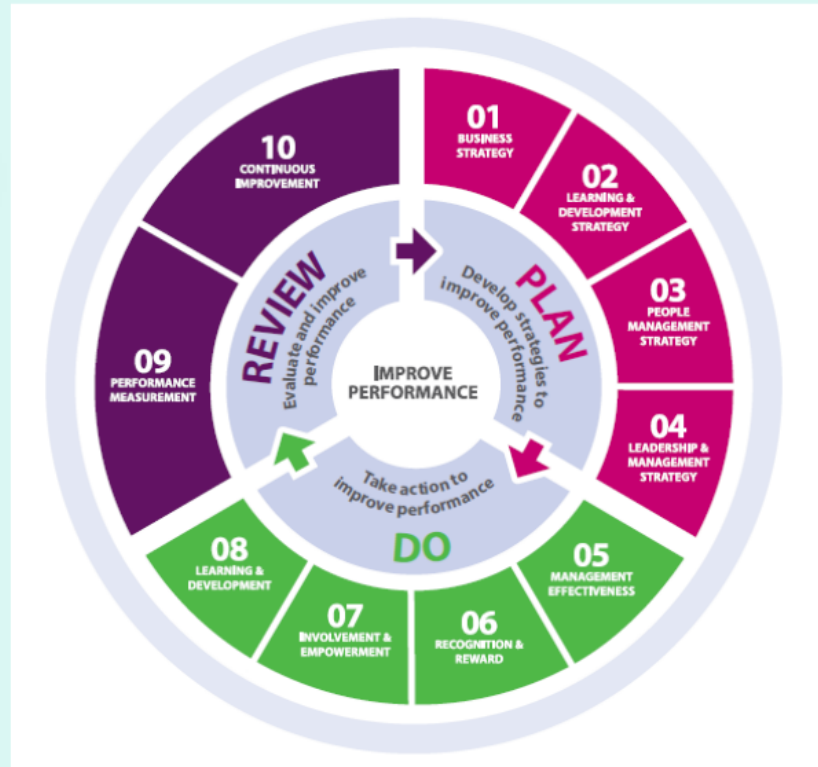 01
BUSINESS
STRATEGY
02
LEARNING &
DEVELOPMENT
STRATEGY
03
PEOPLE
MANAGEMENT
STRATEGY
04
LEADERSHIP &
MANAGEMENT
STRATEGY
05
MANAGEMENT
EFFECTIVENESS
06
RECOGNITION &
REWARD
07
INVOLVEMENT &
EMPOWERMENT
08
LEARNING &
DEVELOPMENT
09
PERFORMANCE
MEASUREMENT
10
CONTINUOUS
IMPROVEMENT
PLAN
Develop strategies to
improve performance
DO
Take action to
improve performance
REVIEW
Evaluate and improve
performance
IMPROVE
PERFORMANCE